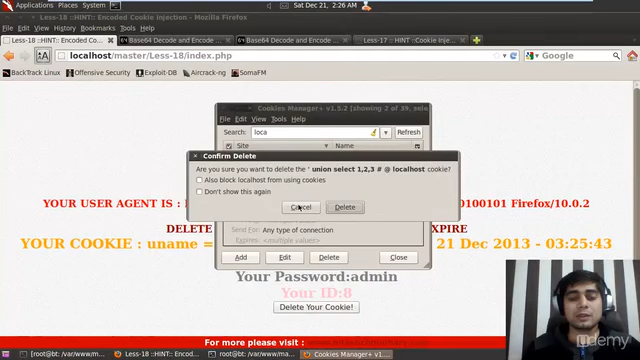 Applications Places System
Sat Dec 21, 2:26 AM
Less-18 ::HINT:: Encoded Cookie injection - Mozilla Firefox
File Edit View History Bookmarks Tools Help
Less-18 ::HINT:: Encoded Co...
Base64 Decode and Encode ...
Base64 Decode and Encode ...
Less-17 :: HINT ::Cookie Injec...
localhost/master/Less-18/index.php
Google
BackTrack Linux
Offensive Security
Exploit-DB
Aircrack-ng
SomaFM
Cookies Manager+ v1.5.2 [showing 2 of 39, sele
File Edit View Tools Help
Search: loca
Refresh
Site
Name
Confirm Delete
Are you sure you want to delete the ' union select 1,2,3 # @ localhost cookie?
Also block localhost from using cookies
Don't show this again
Cancel
Delete
YOUR USER AGENT IS :
0100101 Firefox/10.0.2
DELETE
EXPIRE
Send For: Any type of connection
Expires: <multiple values>
YOUR COOKIE : uname =
21 Dec 2013 - 03:25:43
Add
Edit
Delete
Close
Your Password:admin
Your ID:8
Delete Your Cookie!
For more please visit :
root@bt: /var/www/ma...
Less-18 ::HINT:: Encod...
root@bt: /var/www/ma...
Cookies Manager+ v1...
udemy